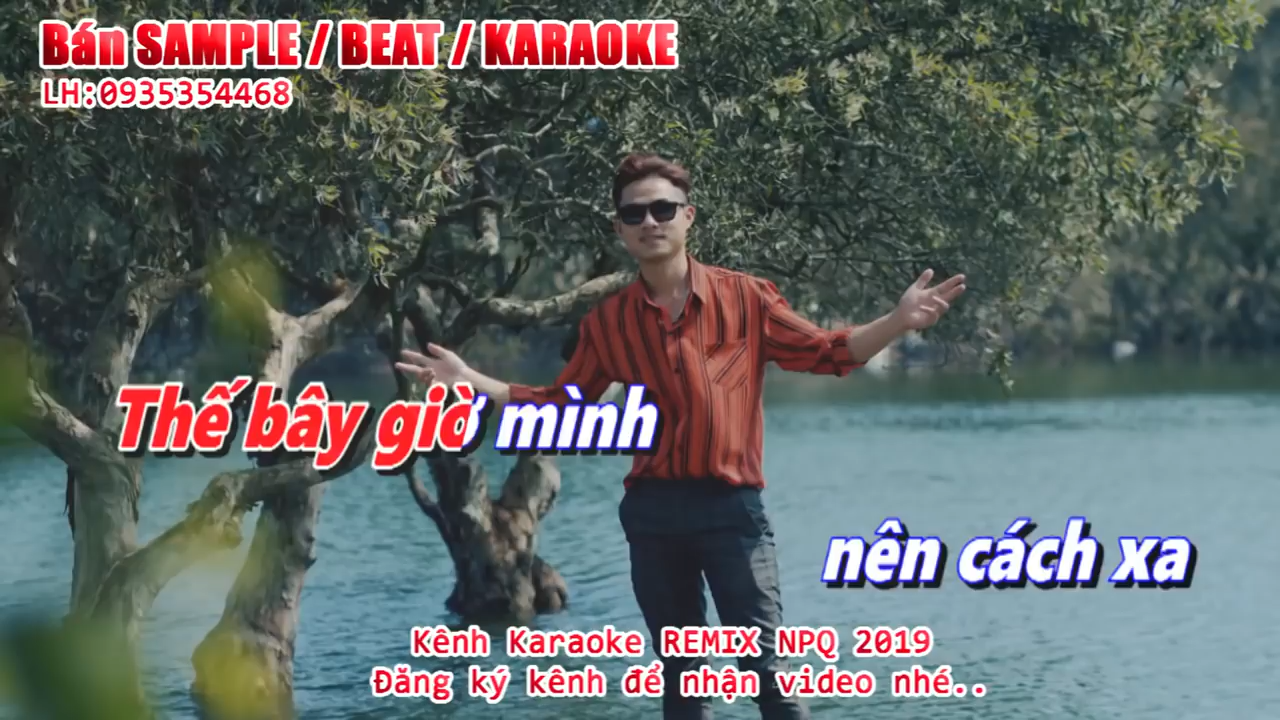 Bán SAMPLE / BEAT / KARAOKE
LH:0935354468
Thế bây giờ mình
nên cách xa
Kênh Karaoke REMIX NPQ 2019
Đăng ký kênh để nhận video nhé..